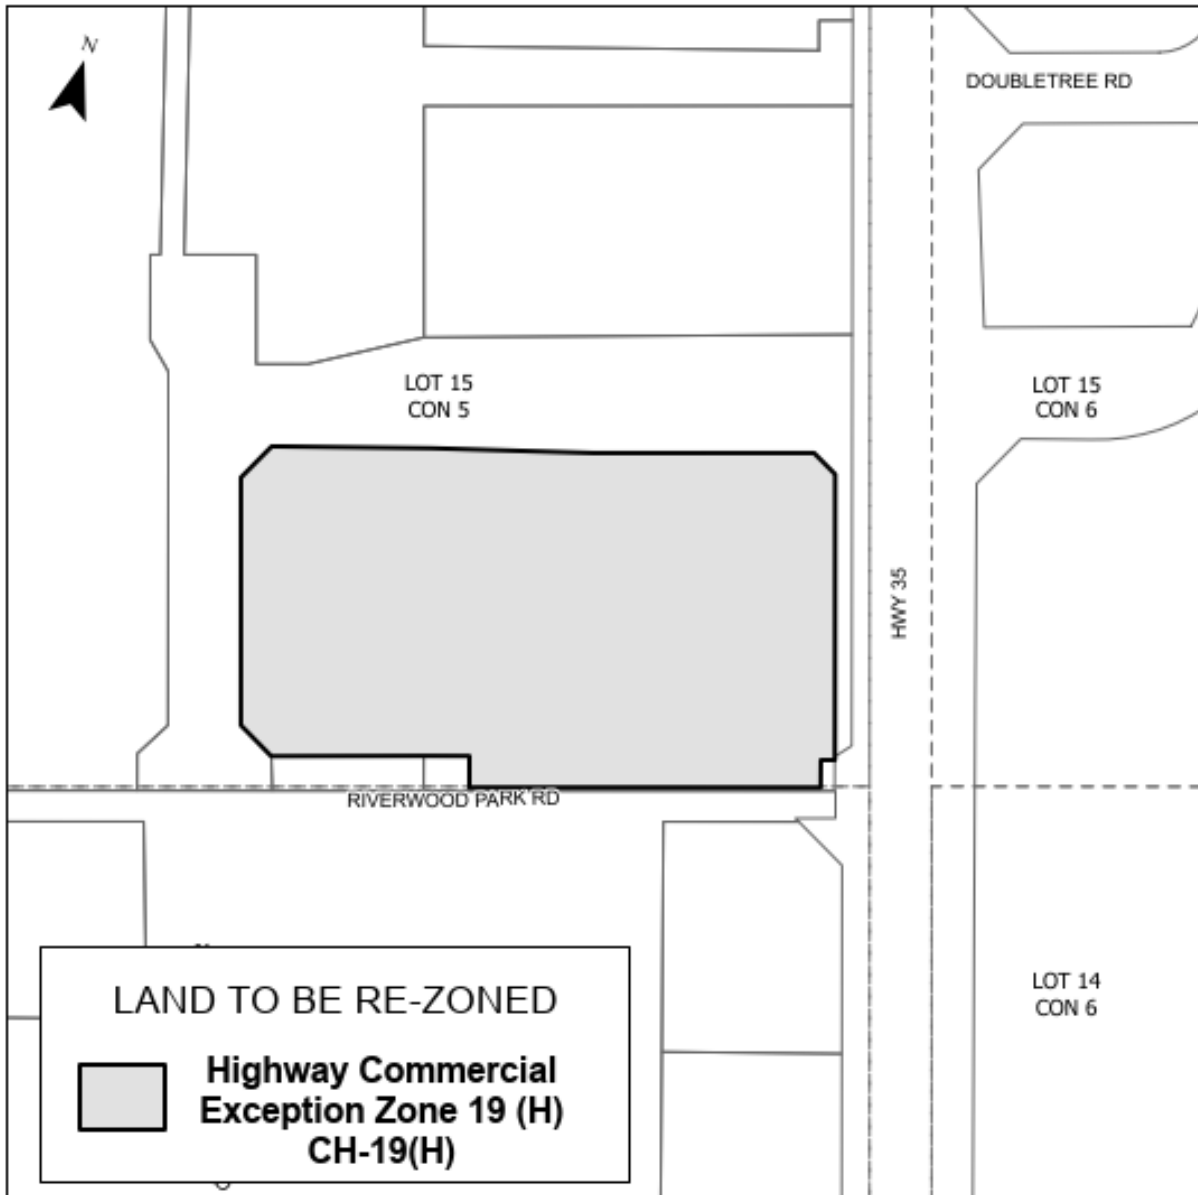 N
DOUBLETREE RD
LOT 15
CON 5
LOT 15
CON 6
HWY 35
RIVERWOOD PARK RD
LOT 14
CON 6
LAND TO BE RE-ZONED
Highway Commercial
Exception Zone 19 (H)
CH-19(H)